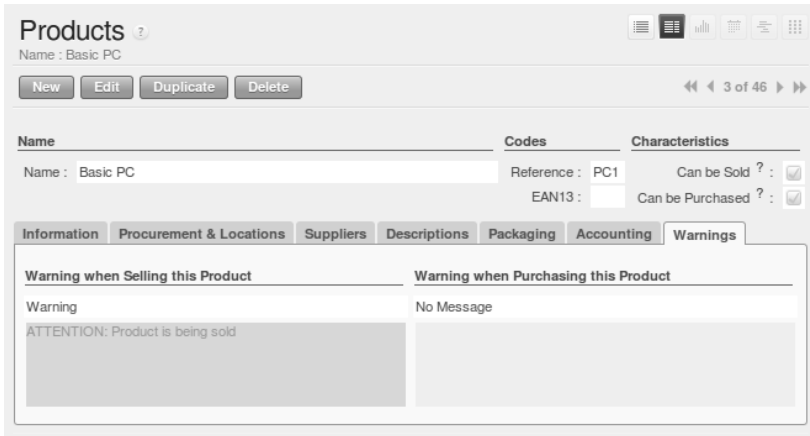 Products ?
Name : Basic PC
New Edit Duplicate Delete 3 of 46
Name Codes Characteristics
Name : Basic PC Reference : PC1 Can be Sold ? :
EAN13 : Can be Purchased ? :
Information Procurement & Locations Suppliers Descriptions Packaging Accounting Warnings
Warning when Selling this Product Warning when Purchasing this Product
Warning No Message
ATTENTION: Product is being sold